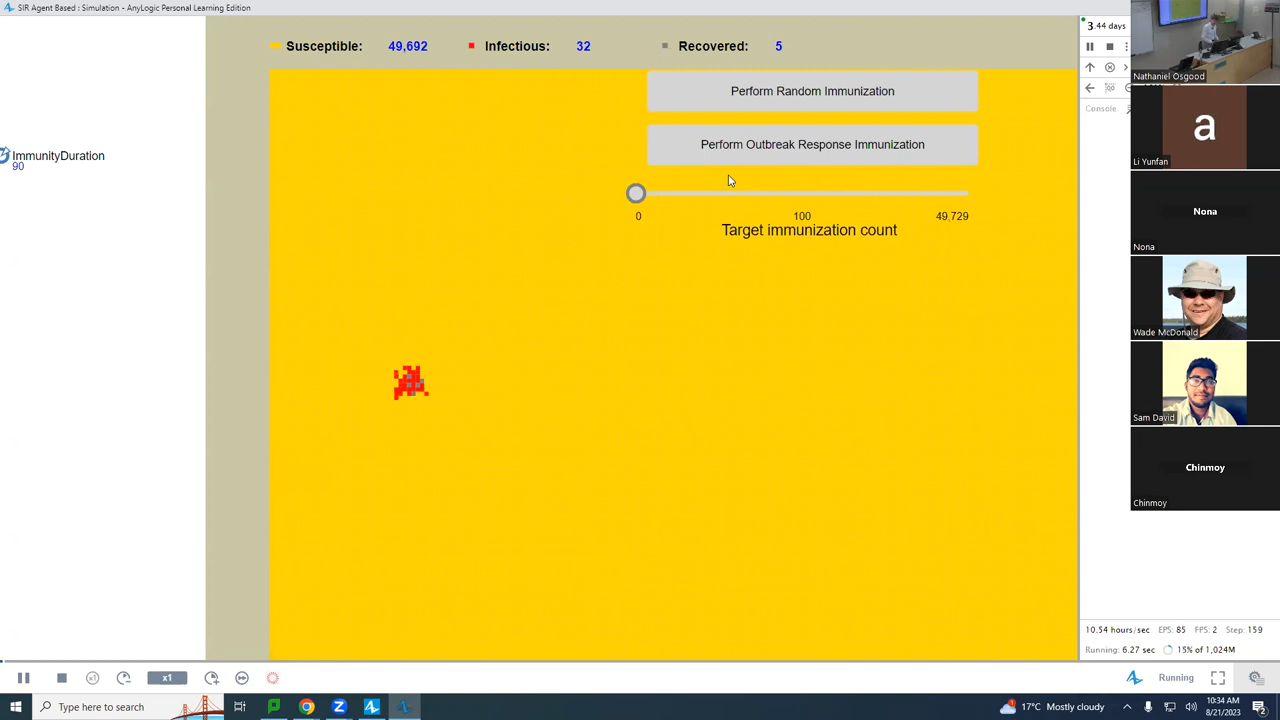 SIR Agent Based : Simulation - AnyLogic Personal Learning Edition
Susceptible: 49,692 Infectious: 32 Recovered: 5
3.44 days
Perform Random Immunization
Perform Outbreak Response Immunization
0 100 49,729
Target immunization count
ImmunityDuration
90
Console
Nathaniel Osgood
a
Li Yunfan
Nona
Nona
Wade McDonald
Sam David
Chinmoy
Chinmoy
10.54 hours/sec EPS: 85 FPS: 2 Step: 159
Running: 6.27 sec 15% of 1,024M
x1
Running
Type here to search
17°C Mostly cloudy
10:34 AM
8/21/2023
2